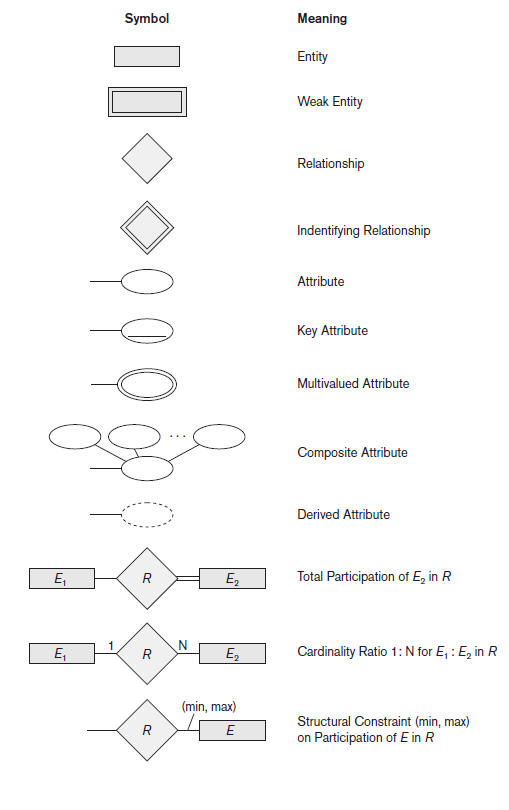 Symbol Meaning
Entity
Weak Entity
Relationship
Indentifying Relationship
Attribute
Key Attribute
Multivalued Attribute
...
Composite Attribute
Derived Attribute
E₁ R E₂ Total Participation of E₂ in R
E₁ 1 R N E₂ Cardinality Ratio 1: N for E₁ : E₂ in R
(min, max)
R E Structural Constraint (min, max)
on Participation of E in R